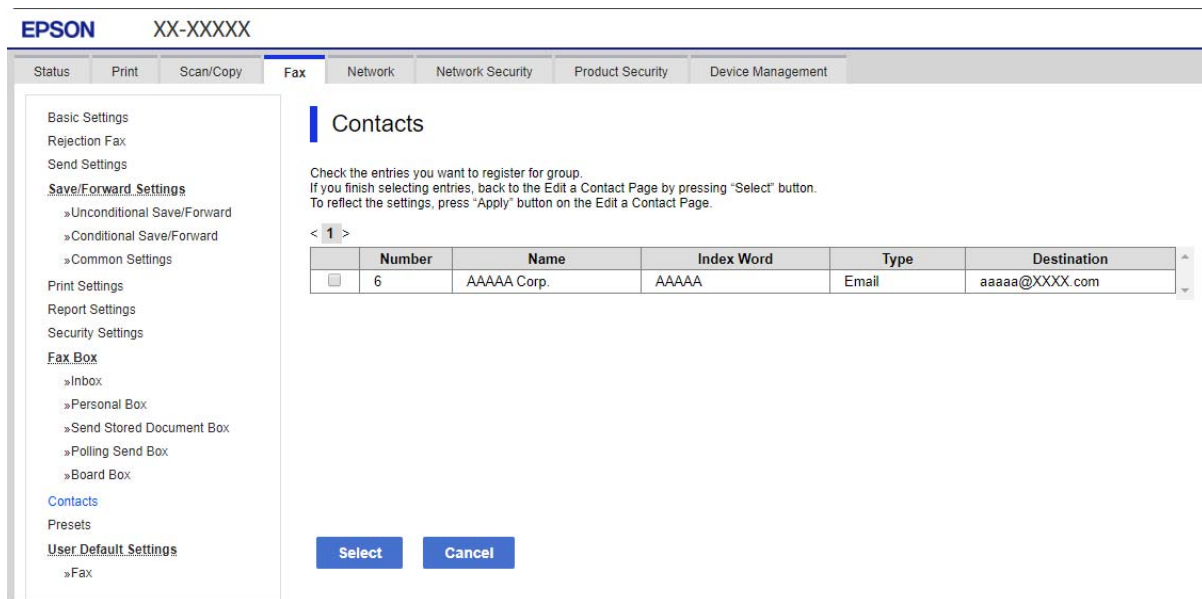 EPSON XX-XXXXX
Status Print Scan/Copy Fax Network Network Security Product Security Device Management
Basic Settings
Rejection Fax
Send Settings
Save/Forward Settings
»Unconditional Save/Forward
»Conditional Save/Forward
»Common Settings
Print Settings
Report Settings
Security Settings
Fax Box
»Inbox
»Personal Box
»Send Stored Document Box
»Polling Send Box
»Board Box
Contacts
Presets
User Default Settings
»Fax
Contacts
Check the entries you want to register for group.
If you finish selecting entries, back to the Edit a Contact Page by pressing “Select” button.
To reflect the settings, press “Apply” button on the Edit a Contact Page.
< 1 >
Number Name Index Word Type Destination
6 AAAAA Corp. AAAAA Email aaaaa@XXXX.com
Select Cancel